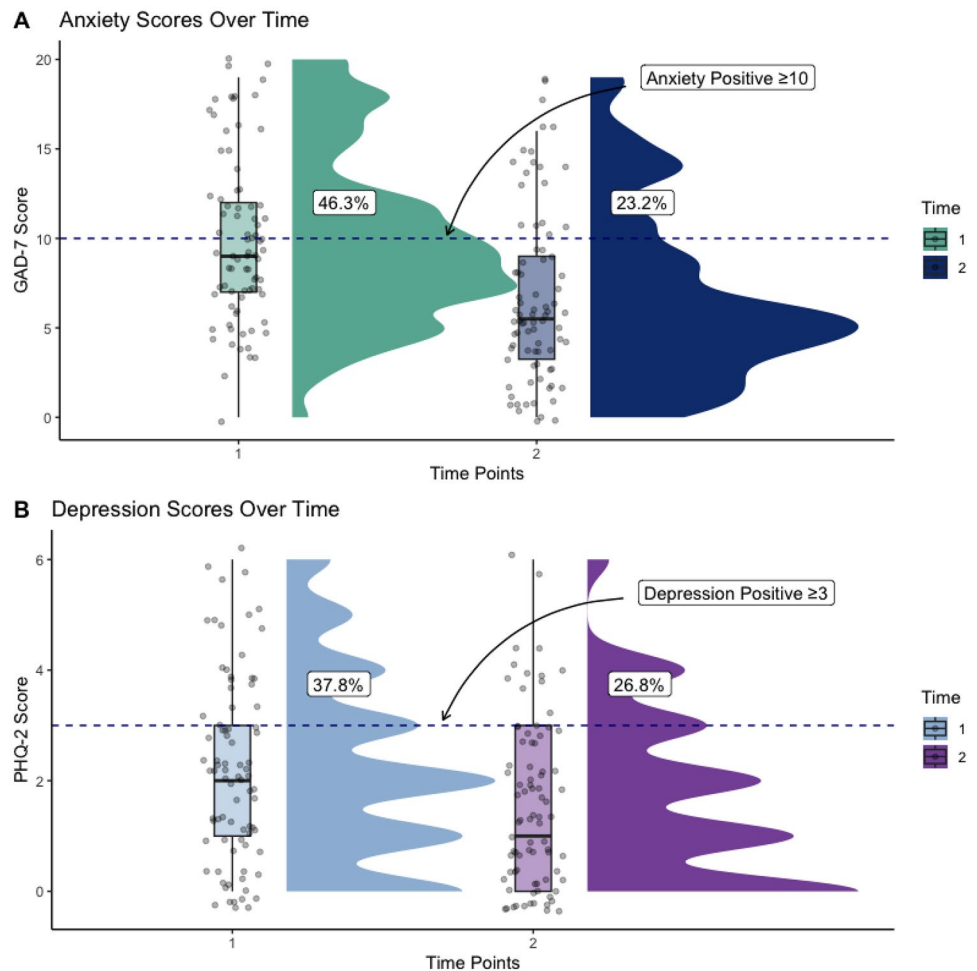 A Anxiety Scores Over Time
20
15
10
5
0
GAD-7 Score
Anxiety Positive ≥10
46.3%
23.2%
Time
1
2
1 2
Time Points
B Depression Scores Over Time
6
4
2
0
PHQ-2 Score
Depression Positive ≥3
37.8%
26.8%
Time
1
2
1 2
Time Points